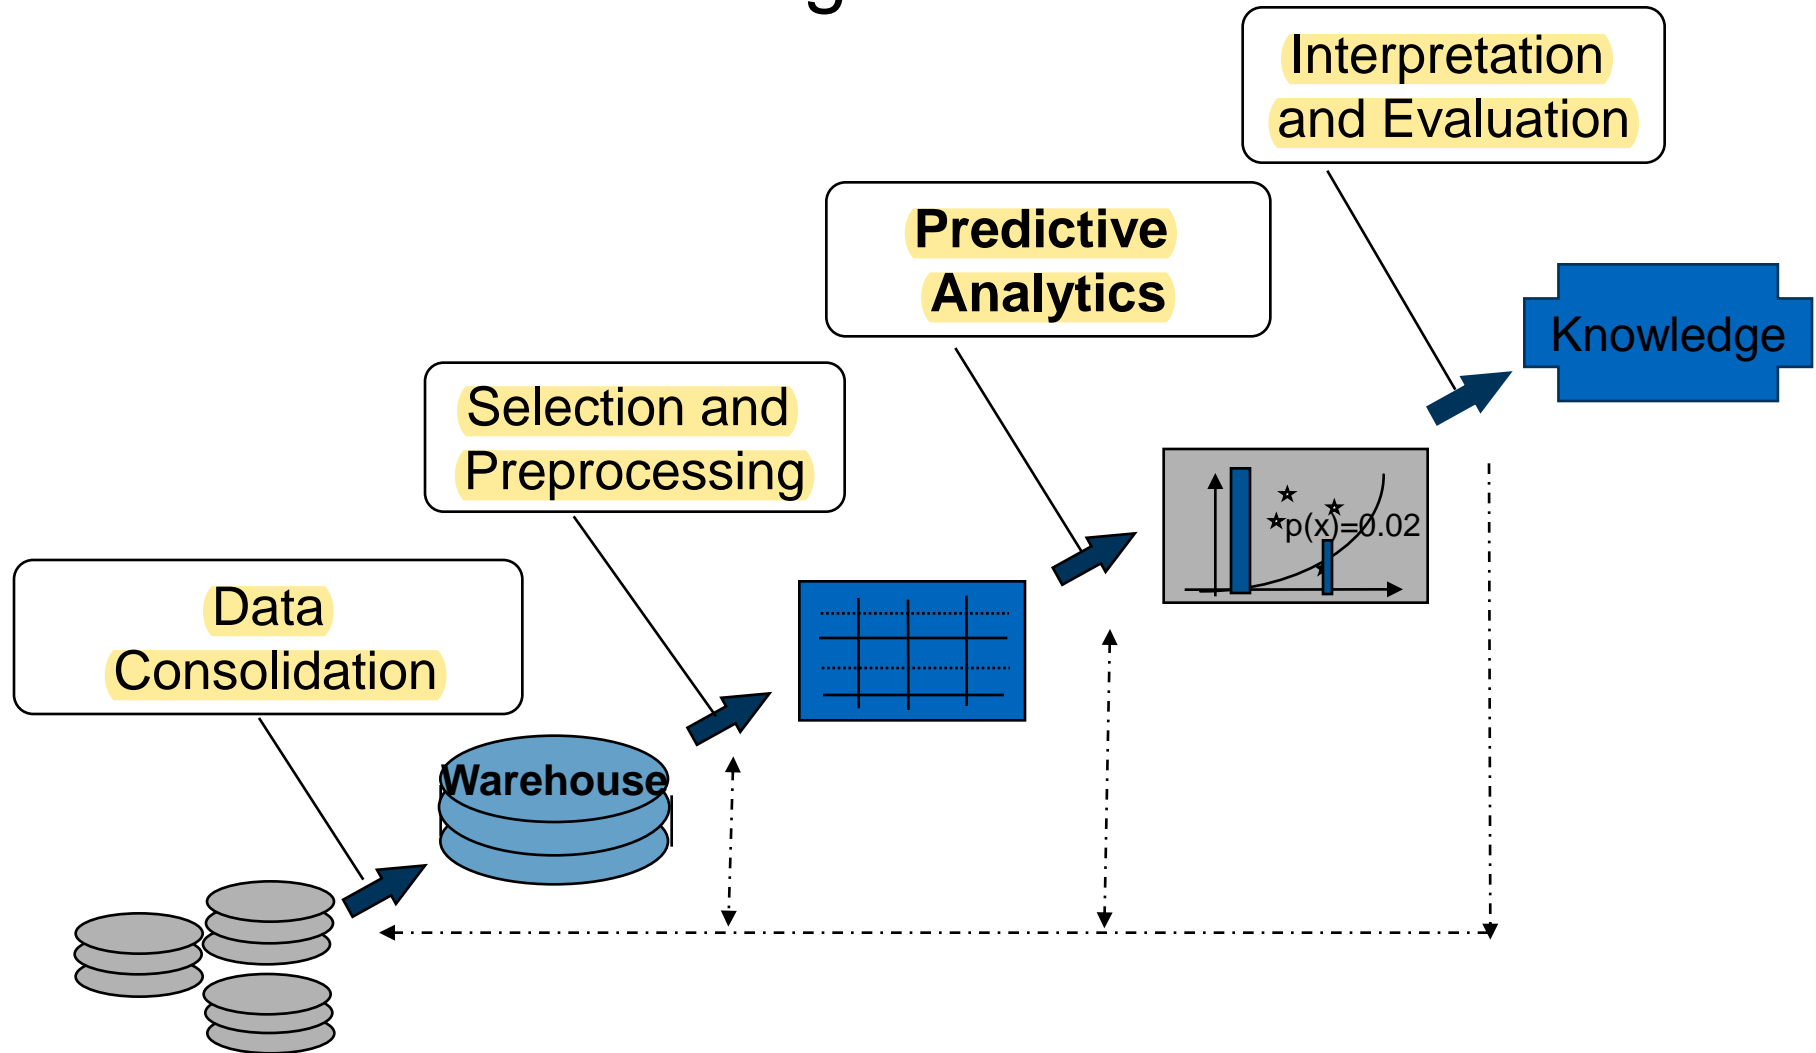 Interpretation
and Evaluation
Predictive
Analytics
Knowledge
Selection and
Preprocessing
p(x)=0.02
Data
Consolidation
Warehouse